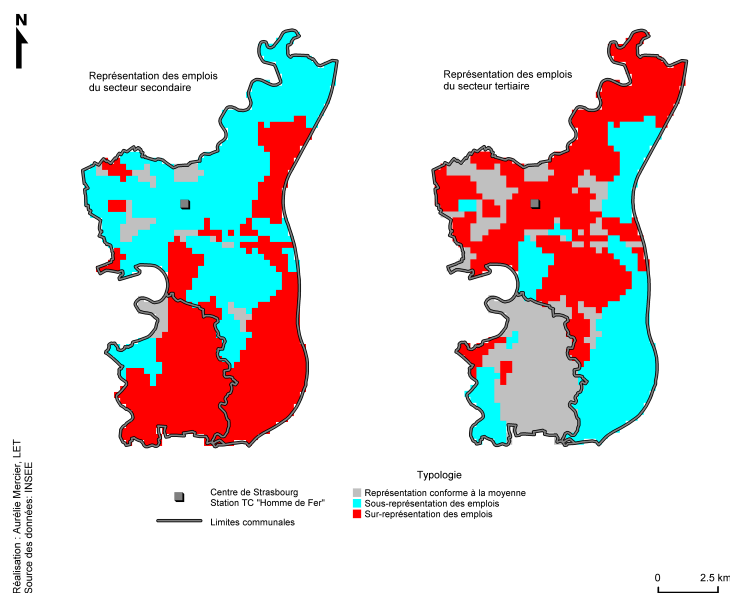 N
Représentation des emplois
du secteur secondaire
Représentation des emplois
du secteur tertiaire
Typologie
Centre de Strasbourg
Station TC "Homme de Fer"
Limites communales
Représentation conforme à la moyenne
Sous-représentation des emplois
Sur-représentation des emplois
Réalisation : Aurélie Mercier, LET
Source des données: INSEE
0 2.5 km